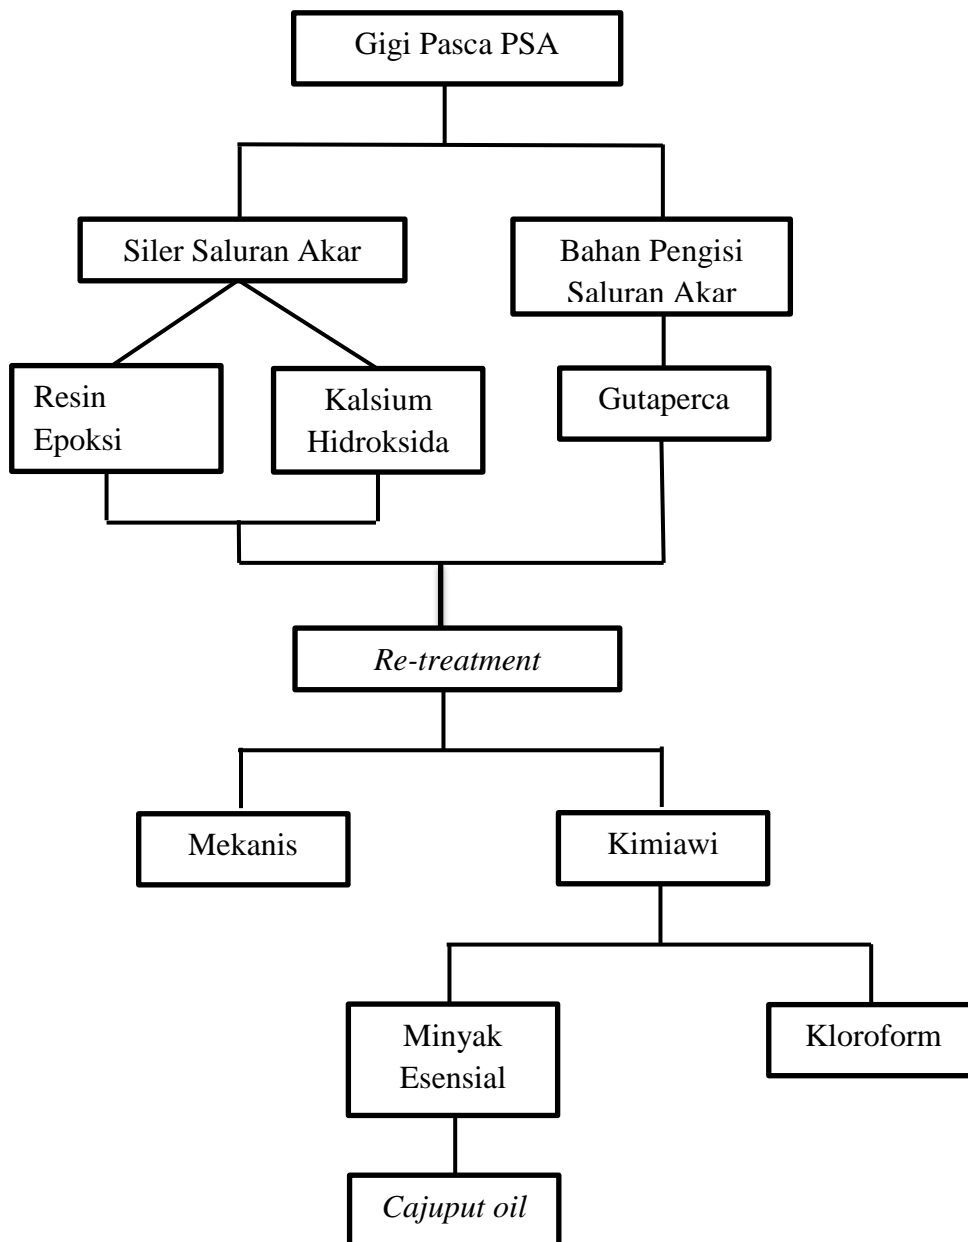 Gigi Pasca PSA
Siler Saluran Akar
Bahan Pengisi
Saluran Akar
Resin
Epoksi
Kalsium
Hidroksida
Gutaperca
Re-treatment
Mekanis
Kimiawi
Minyak
Esensial
Kloroform
Cajuput oil